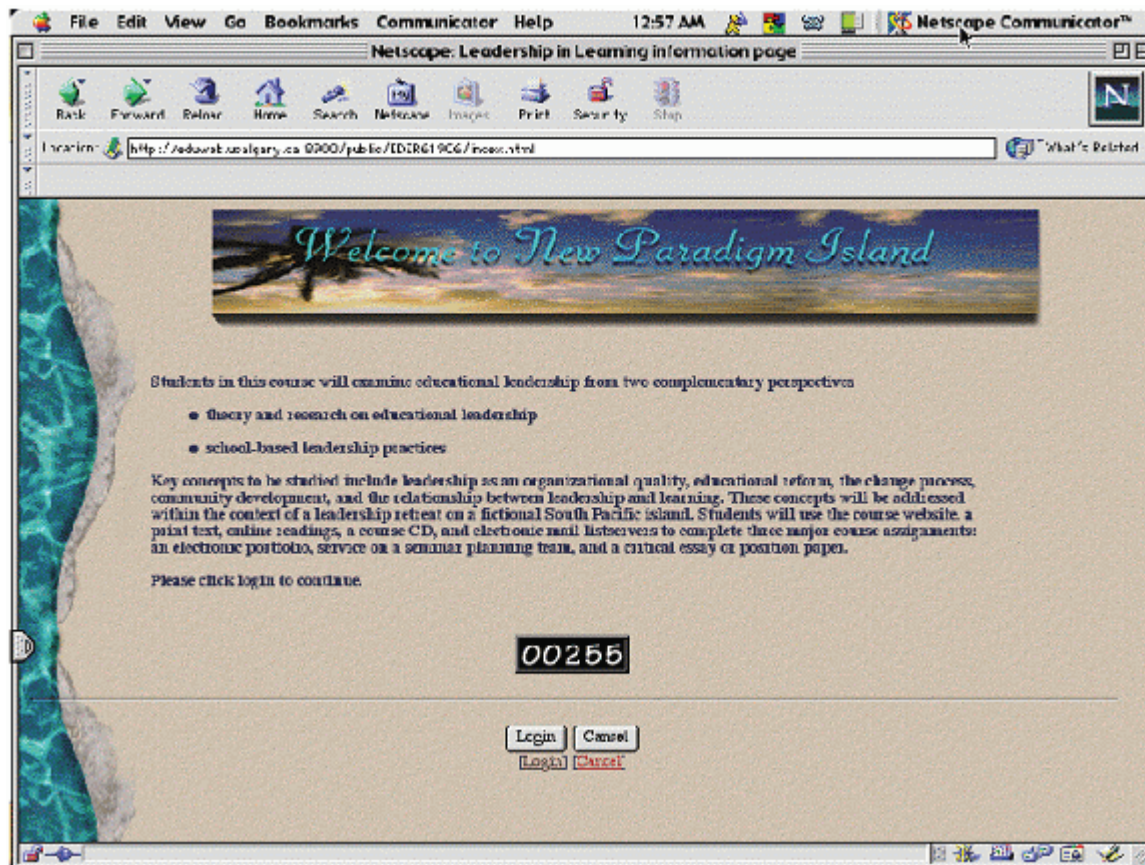 File Edit View Go Bookmarks Communicator Help 12:57 AM Netscape Communicator™
Netscape: Leadership in Learning information page
Back Forward Reload Home Search Netscape Images Print Security Stop
Location: What's Related
Welcome to New Paradigm Island
Students in this course will examine educational leadership from two complementary perspectives
• theory and research on educational leadership
• school-based leadership practices
Key concepts to be studied include leadership as an organizational quality, educational reform, the change process,
community development, and the relationship between leadership and learning. These concepts will be addressed
within the context of a leadership retreat on a fictional South Pacific island. Students will use the course website, a
print text, online readings, a course CD, and electronic mail listservers to complete three major course assignments:
an electronic portfolio, service on a seminar planning team, and a critical essay or position paper.
Please click login to continue.
00255
Login Cancel
[Login] [Cancel]